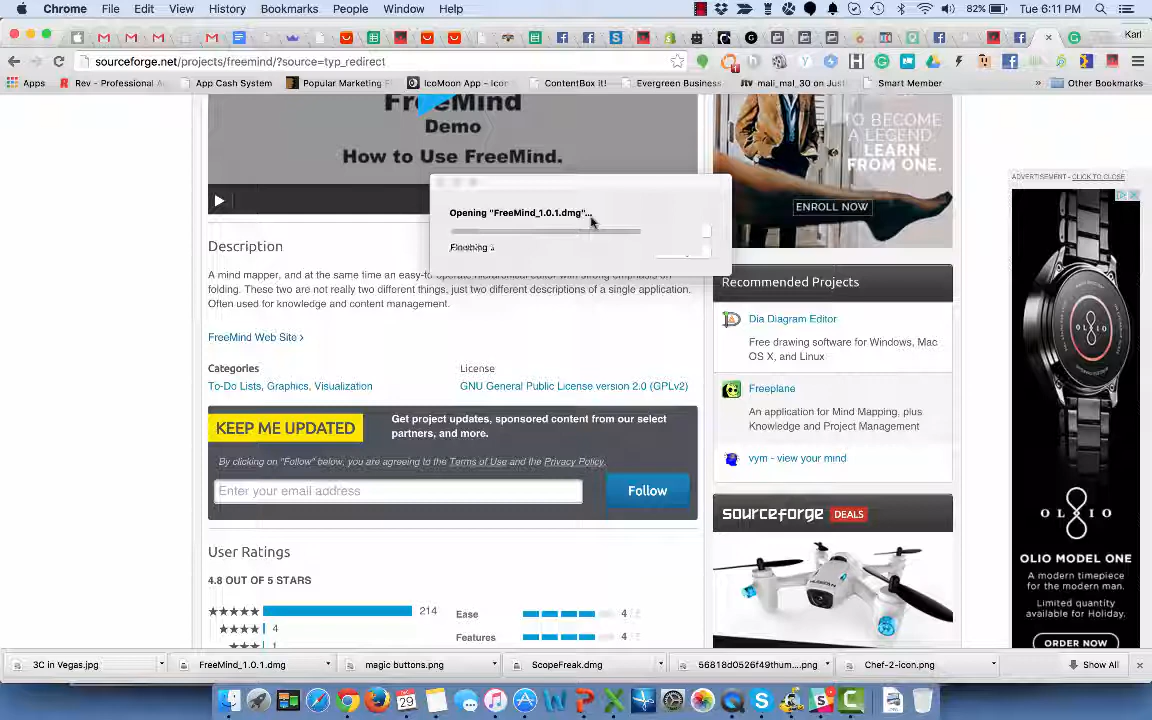 Chrome File Edit View History Bookmarks People Window Help
82% Tue 6:11 PM
Karl
sourceforge.net/projects/freemind/?source=typ_redirect
Apps Rev - Professional App Cash System Popular Marketing IcoMoon App - Icon ContentBox it! Evergreen Business JtV mali_mali_30 on Just Smart Member » Other Bookmarks
FreeMind
Demo
How to Use FreeMind.
Opening "FreeMind_1.0.1.dmg"...
Description
A mind mapper, and at the same time an easy-to-operate hierarchical editor with strong emphasis on
folding. These two are not really two different things, just two different descriptions of a single application.
Often used for knowledge and content management.
FreeMind Web Site ›
Categories
To-Do Lists, Graphics, Visualization
License
GNU General Public License version 2.0 (GPLv2)
KEEP ME UPDATED
Get project updates, sponsored content from our select
partners, and more.
By clicking on "Follow" below, you are agreeing to the Terms of Use and the Privacy Policy.
Enter your email address
Follow
User Ratings
4.8 OUT OF 5 STARS
★★★★★ 214
★★★★ 4
★★★ 1
Ease 4
Features 4
TO BECOME
A LEGEND,
LEARN
FROM ONE.
ENROLL NOW
Recommended Projects
Dia Diagram Editor
Free drawing software for Windows, Mac
OS X, and Linux
Freeplane
An application for Mind Mapping, plus
Knowledge and Project Management
vym - view your mind
sourceforge DEALS
ADVERTISEMENT - CLICK TO CLOSE
OLIO
OLIO MODEL ONE
A modern timepiece
for the modern man.
Limited quantity
available for Holiday.
ORDER NOW
3C in Vegas.jpg FreeMind_1.0.1.dmg magic buttons.png ScopeFreak.dmg 56818d0526f49thum....png Chef-2-icon.png Show All
29